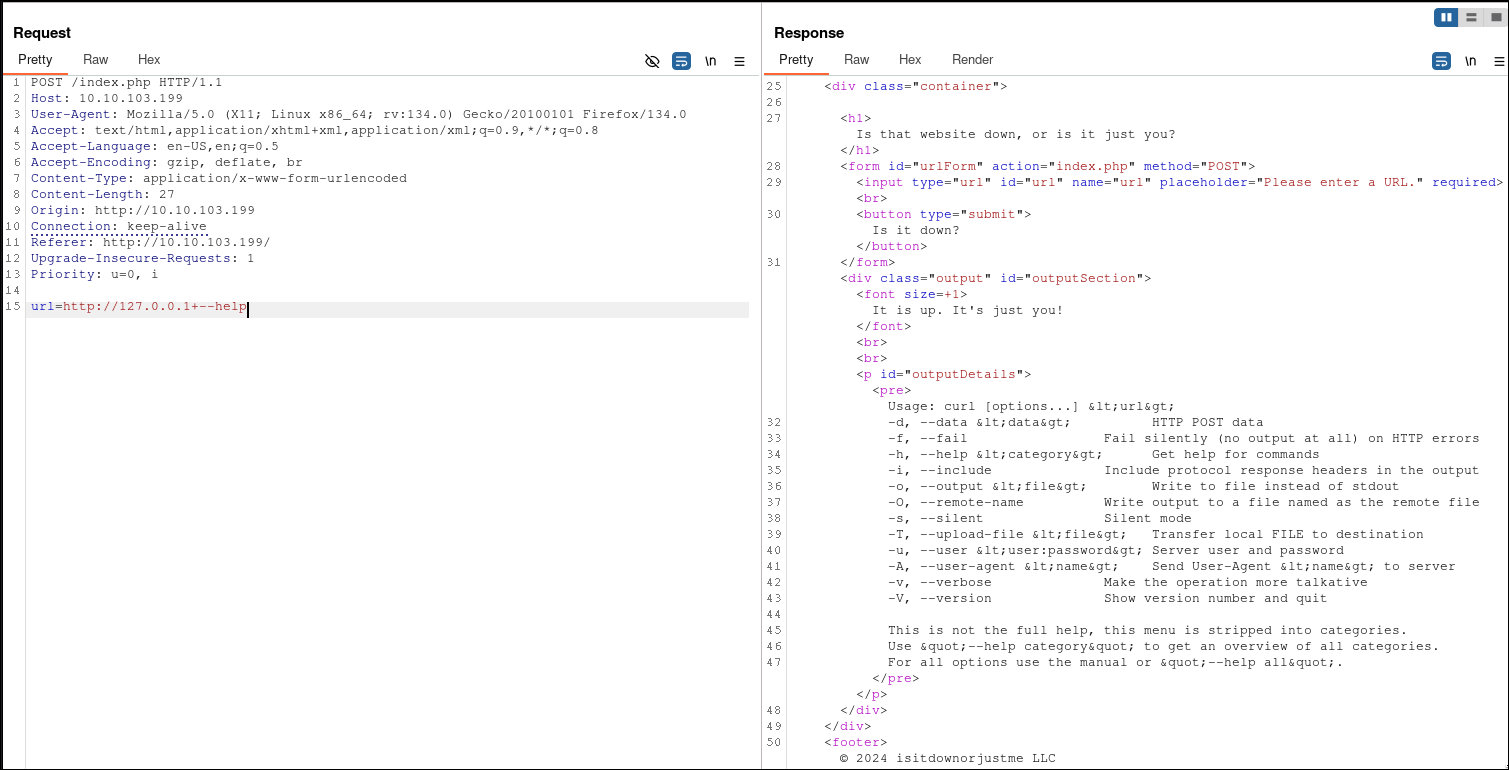 Request
Pretty Raw Hex
\n
1 POST /index.php HTTP/1.1
2 Host: 10.10.103.199
3 User-Agent: Mozilla/5.0 (X11; Linux x86_64; rv:134.0) Gecko/20100101 Firefox/134.0
4 Accept: text/html,application/xhtml+xml,application/xml;q=0.9,*/*;q=0.8
5 Accept-Language: en-US,en;q=0.5
6 Accept-Encoding: gzip, deflate, br
7 Content-Type: application/x-www-form-urlencoded
8 Content-Length: 27
9 Origin: http://10.10.103.199
10 Connection: keep-alive
11 Referer: http://10.10.103.199/
12 Upgrade-Insecure-Requests: 1
13 Priority: u=0, i
14
15 url=http://127.0.0.1+--help
Response
Pretty Raw Hex Render
\n
25 <div class="container">
26
27 <h1>
Is that website down, or is it just you?
</h1>
28 <form id="urlForm" action="index.php" method="POST">
29 <input type="url" id="url" name="url" placeholder="Please enter a URL." required>
<br>
30 <button type="submit">
Is it down?
</button>
31 </form>
<div class="output" id="outputSection">
<font size=+1>
It is up. It's just you!
</font>
<br>
<br>
<p id="outputDetails">
<pre>
Usage: curl [options...] &lt;url&gt;
32 -d, --data &lt;data&gt; HTTP POST data
33 -f, --fail Fail silently (no output at all) on HTTP errors
34 -h, --help &lt;category&gt; Get help for commands
35 -i, --include Include protocol response headers in the output
36 -o, --output &lt;file&gt; Write to file instead of stdout
37 -O, --remote-name Write output to a file named as the remote file
38 -s, --silent Silent mode
39 -T, --upload-file &lt;file&gt; Transfer local FILE to destination
40 -u, --user &lt;user:password&gt; Server user and password
41 -A, --user-agent &lt;name&gt; Send User-Agent &lt;name&gt; to server
42 -v, --verbose Make the operation more talkative
43 -V, --version Show version number and quit
44
45 This is not the full help, this menu is stripped into categories.
46 Use &quot;--help category&quot; to get an overview of all categories.
47 For all options use the manual or &quot;--help all&quot;.
</pre>
</p>
48 </div>
49 </div>
50 <footer>
© 2024 isitdownorjustme LLC